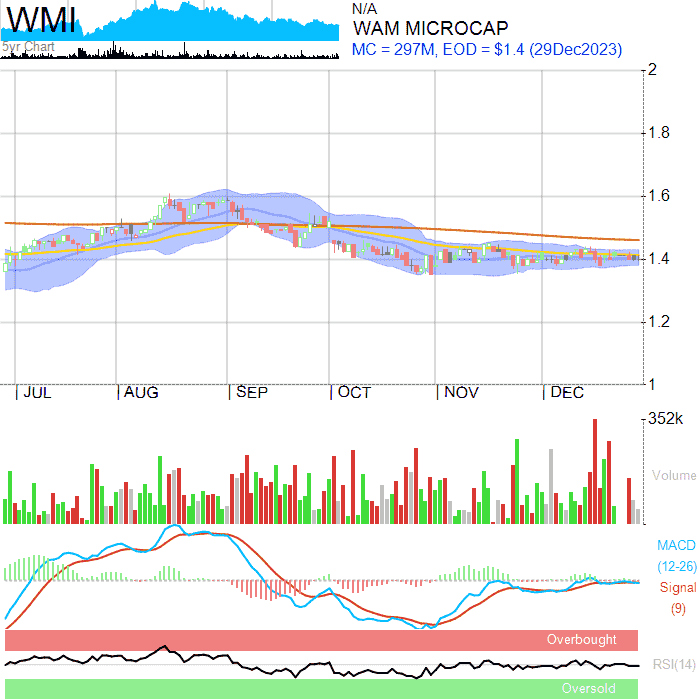 WMI
5yr Chart
N/A
WAM MICROCAP
MC = 297M, EOD = $1.4 (29Dec2023)
2
1.8
1.6
1.4
1.2
1
JUL AUG SEP OCT NOV DEC
352k
Volume
MACD
(12-26)
Signal
(9)
Overbought
RSI(14)
Oversold